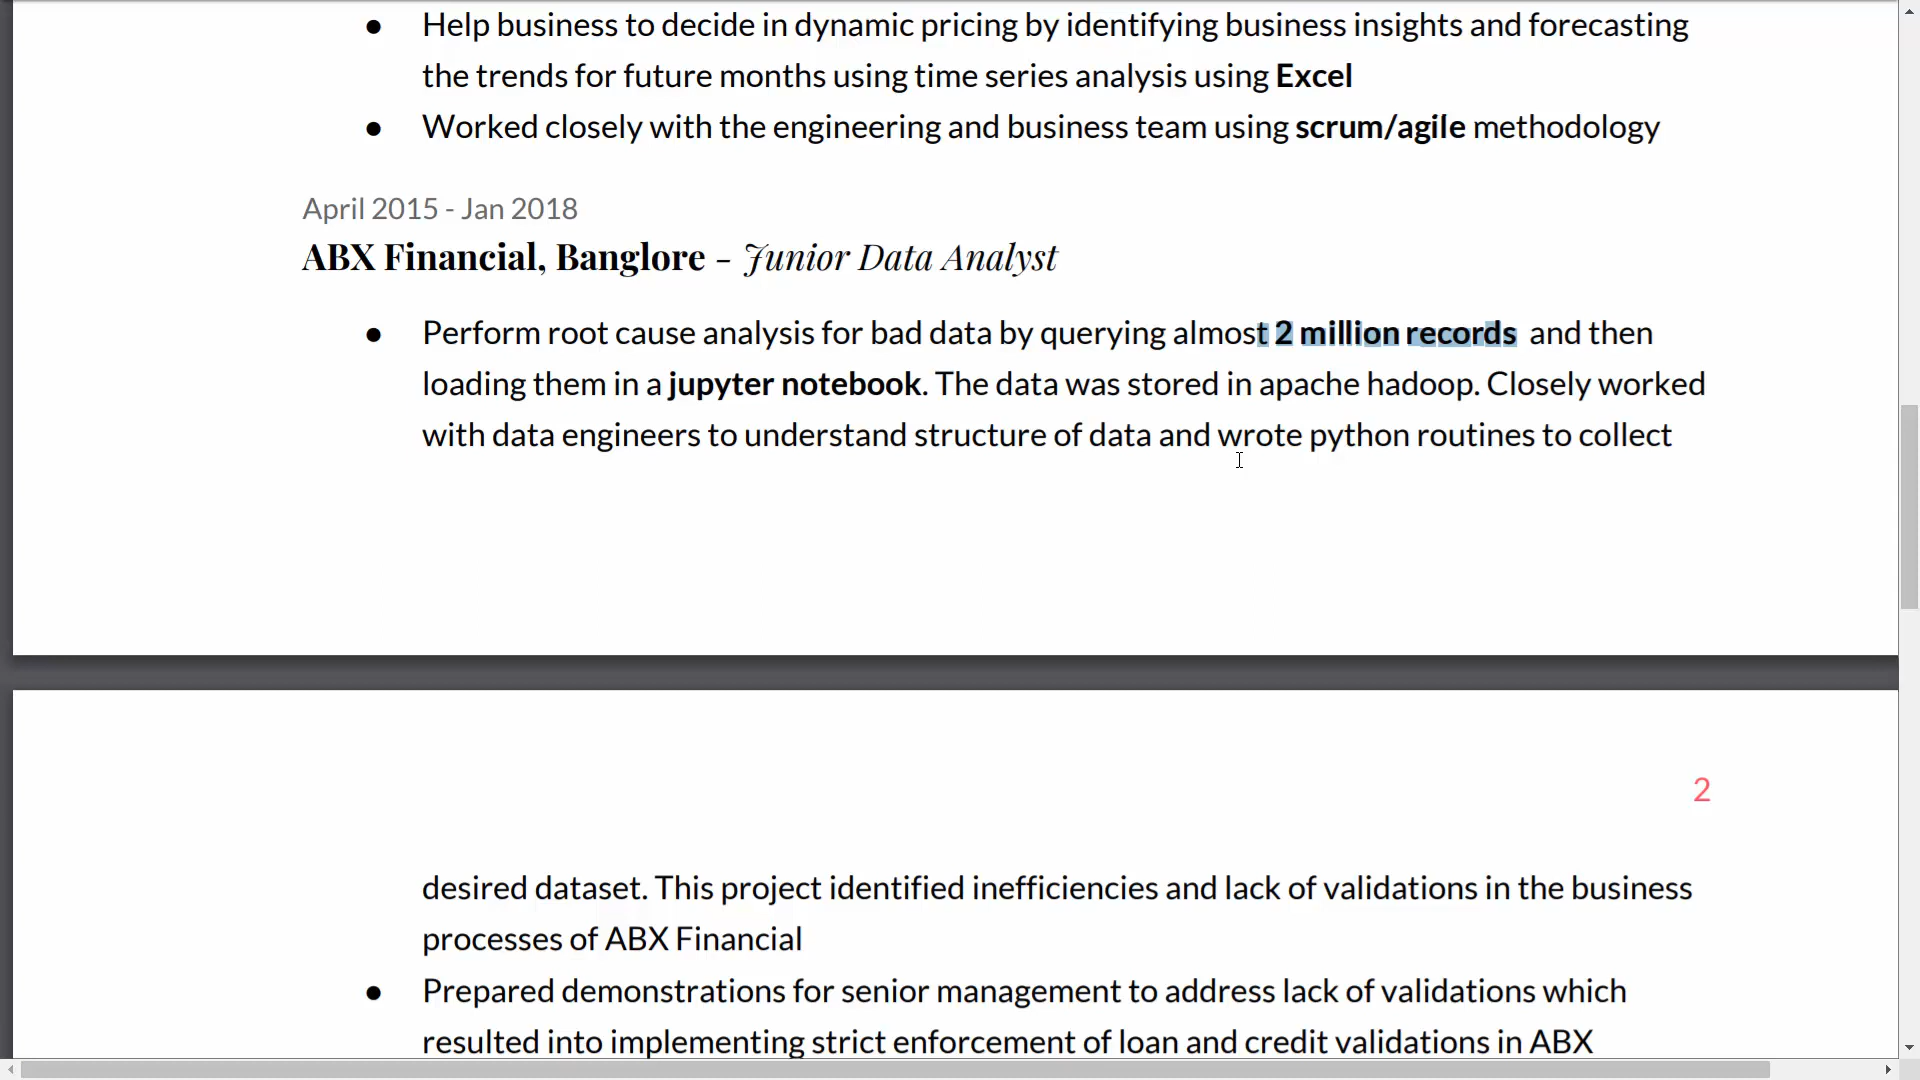 ● Help business to decide in dynamic pricing by identifying business insights and forecasting
the trends for future months using time series analysis using Excel
● Worked closely with the engineering and business team using scrum/agile methodology
April 2015 - Jan 2018
ABX Financial, Banglore - Junior Data Analyst
● Perform root cause analysis for bad data by querying almost 2 million records and then
loading them in a jupyter notebook. The data was stored in apache hadoop. Closely worked
with data engineers to understand structure of data and wrote python routines to collect
2
desired dataset. This project identified inefficiencies and lack of validations in the business
processes of ABX Financial
● Prepared demonstrations for senior management to address lack of validations which
resulted into implementing strict enforcement of loan and credit validations in ABX